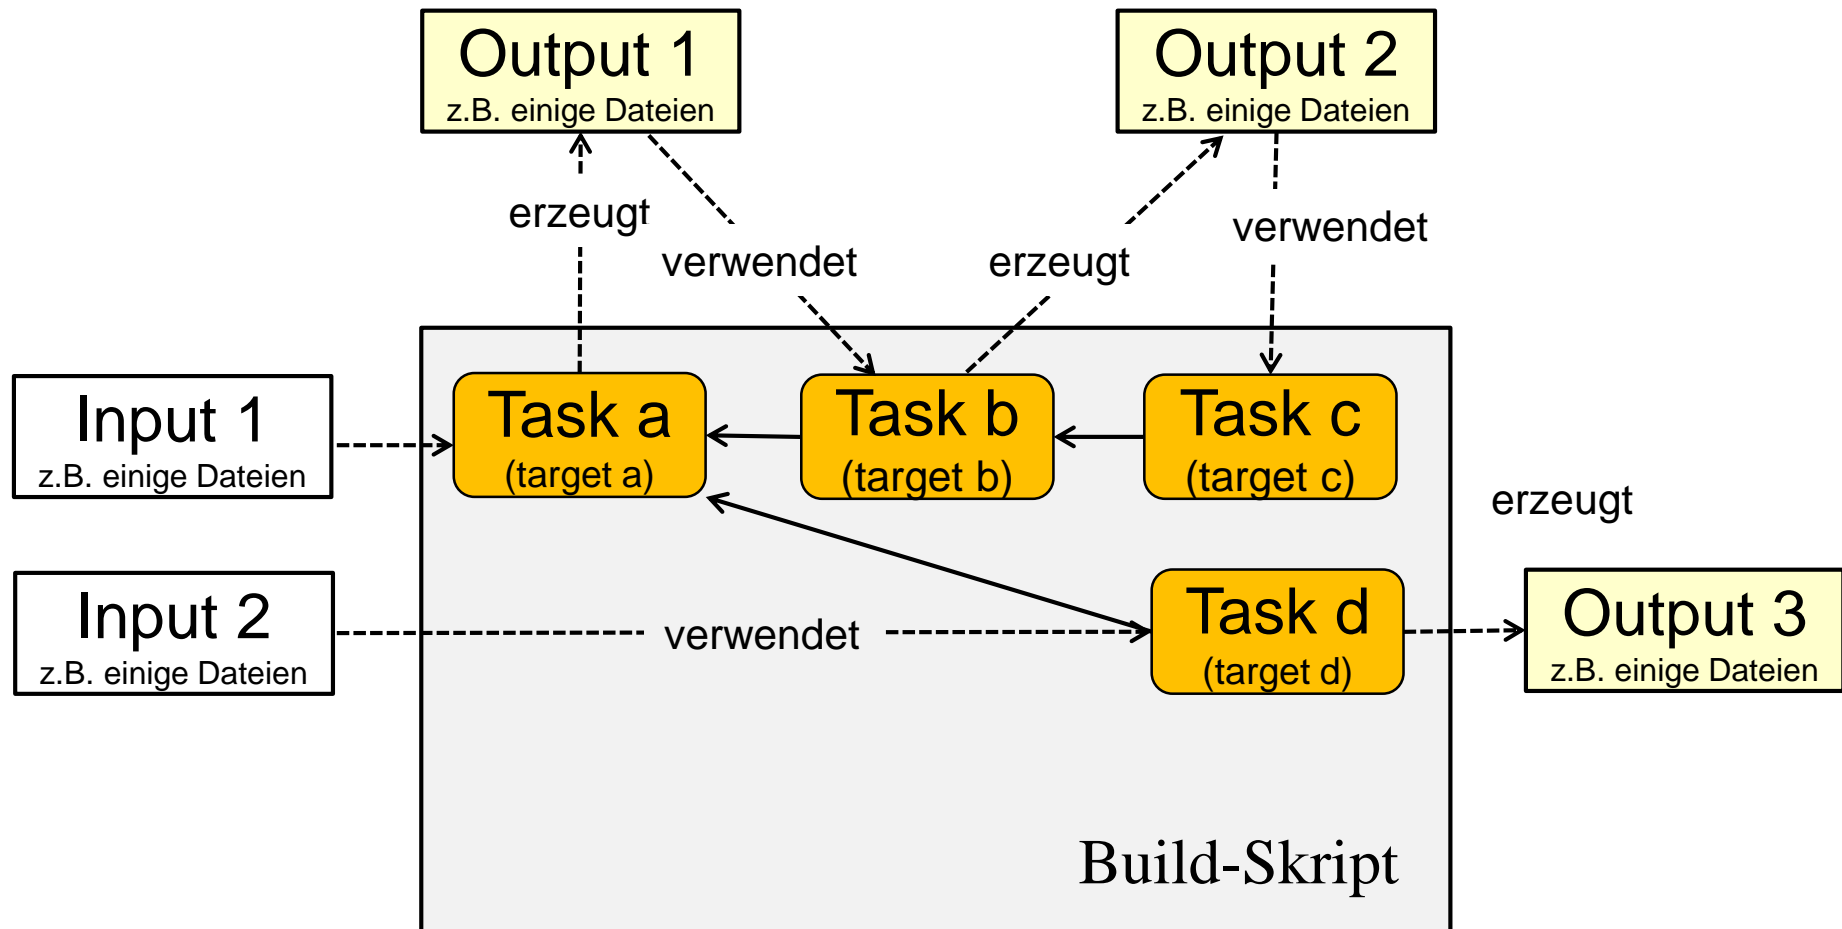 Output 1
z.B. einige Dateien
Output 2
z.B. einige Dateien
erzeugt
verwendet
verwendet
erzeugt
Input 1
z.B. einige Dateien
Task a
(target a)
Task b
(target b)
Task c
(target c)
erzeugt
Input 2
z.B. einige Dateien
verwendet
Task d
(target d)
Output 3
z.B. einige Dateien
Build-Skript